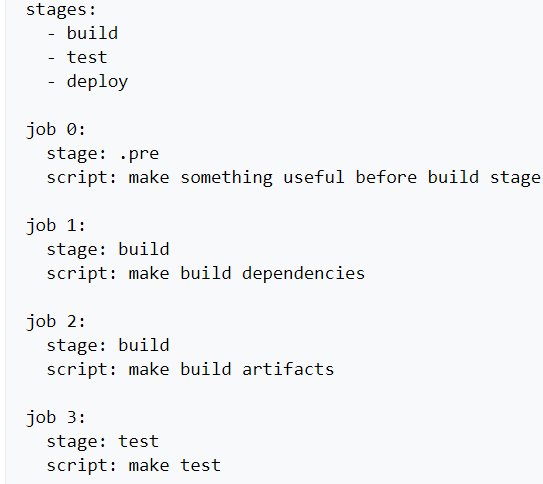 stages:
  - build
  - test
  - deploy

job 0:
  stage: .pre
  script: make something useful before build stage

job 1:
  stage: build
  script: make build dependencies

job 2:
  stage: build
  script: make build artifacts

job 3:
  stage: test
  script: make test